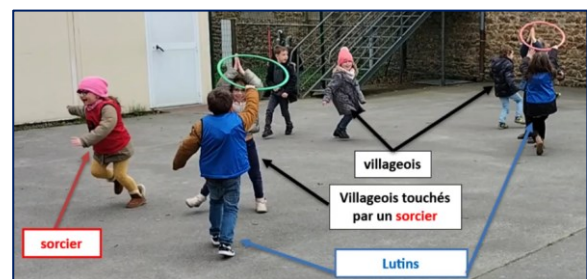 villageois
Villageois touchés
par un sorcier
sorcier
Lutins